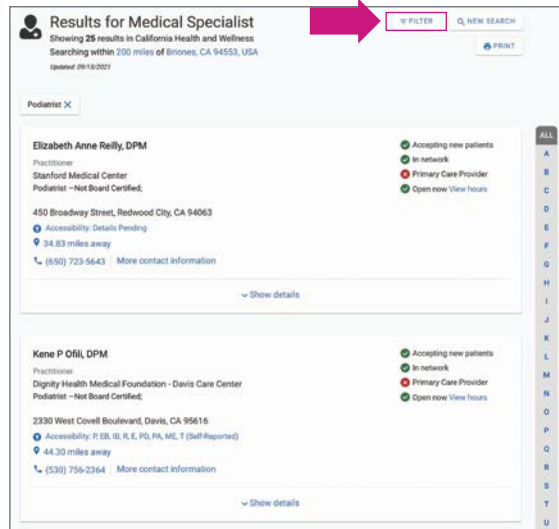 Results for Medical Specialist
FILTER
NEW SEARCH
Showing 25 results in California Health and Wellness
Searching within 200 miles of Briones, CA 94553, USA
PRINT
Updated: 09/15/2021
Podiatrist X
Elizabeth Anne Reilly, DPM
Practitioner
Stanford Medical Center
Podiatrist —Not Board Certified;
450 Broadway Street, Redwood City, CA 94063
Accessibility: Details Pending
34.83 miles away
(650) 723-5643 | More contact information
Accepting new patients
In network
Primary Care Provider
Open now View hours
Show details
Kene P Ofili, DPM
Practitioner
Dignity Health Medical Foundation - Davis Care Center
Podiatrist —Not Board Certified;
2330 West Covell Boulevard, Davis, CA 95616
Accessibility: P, EB, IB, R, E, PD, PA, ME, T (Self-Reported)
44.30 miles away
(530) 756-2364 | More contact information
Accepting new patients
In network
Primary Care Provider
Open now View hours
Show details
ALL
A
B
C
D
E
F
G
H
I
J
K
L
M
N
O
P
Q
R
S
T
U